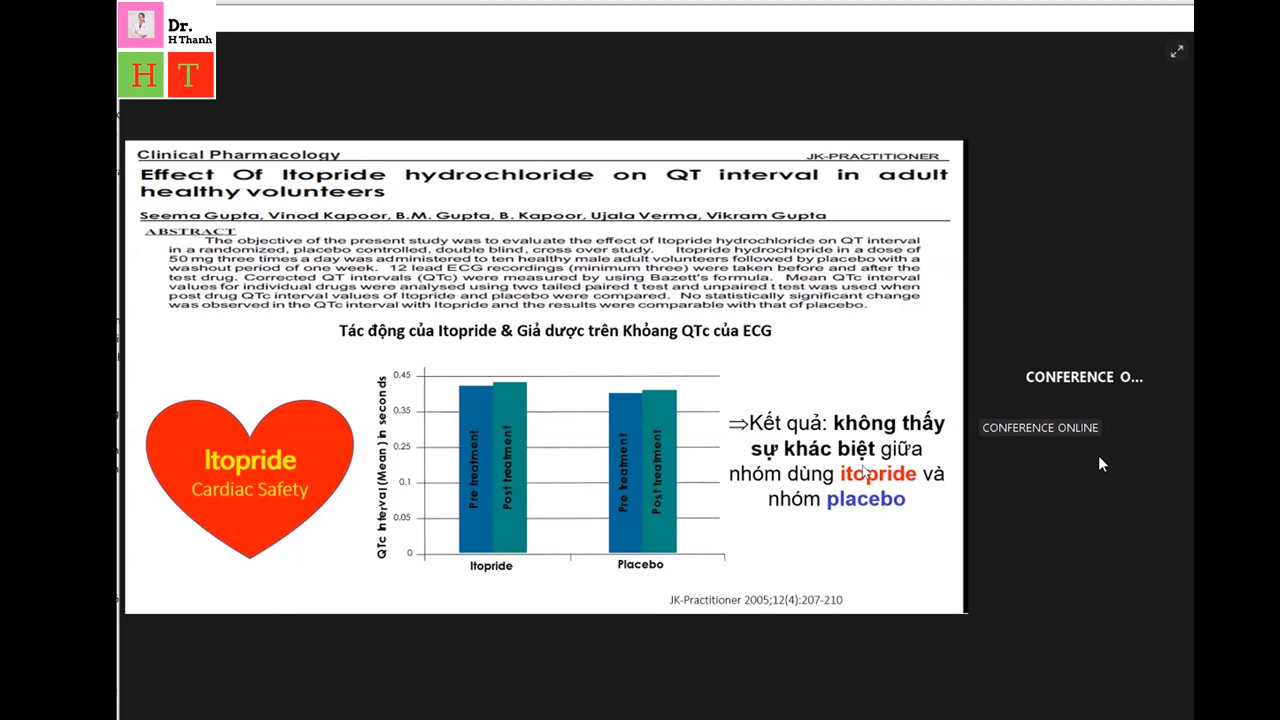 Dr.
H Thanh
H T
Clinical Pharmacology
JK-PRACTITIONER
Effect Of Itopride hydrochloride on QT interval in adult
healthy volunteers
Seema Gupta, Vinod Kapoor, B.M. Gupta, B. Kapoor, Ujala Verma, Vikram Gupta
ABSTRACT
The objective of the present study was to evaluate the effect of Itopride hydrochloride on QT interval
in a randomized, placebo controlled, double blind, cross over study. Itopride hydrochloride in a dose of
50 mg three times a day was administered to ten healthy male adult volunteers followed by placebo with a
washout period of one week. 12 lead ECG recordings (minimum three) were taken before and after the
test drug. Corrected QT intervals (QTc) were measured by using Bazett's formula. Mean QTc interval
values for individual drugs were analysed using two tailed paired t test and unpaired t test was used when
post drug QTc interval values of Itopride and placebo were compared. No statistically significant change
was observed in the QTc interval with Itopride and the results were comparable with that of placebo.
Tác động của Itopride & Giả dược trên Khỏang QTc của ECG
Itopride
Cardiac Safety
QTc interval (Mean) in seconds
0.45
0.35
0.25
0.1
0.05
0
Pre treatment
Post treatment
Pre treatment
Post treatment
Itopride
Placebo
⇒Kết quả: không thấy
sự khác biệt giữa
nhóm dùng itopride và
nhóm placebo
JK-Practitioner 2005;12(4):207-210
CONFERENCE O...
CONFERENCE ONLINE